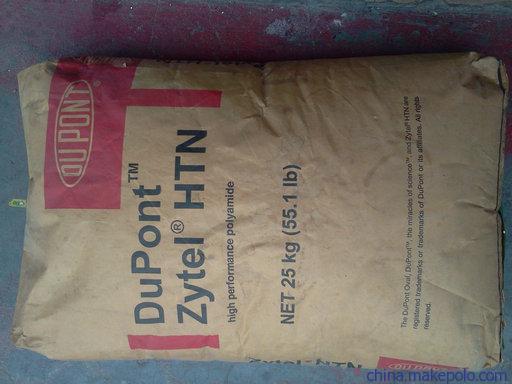 DU PONT®
DuPont™
Zytel® HTN
high performance polyamide
NET 25 kg (55.1 lb)
The DuPont Oval, DuPont™, the miracles of science™, and Zytel® HTN are
registered trademarks or trademarks of DuPont or its affiliates. All rights
reserved.
china.makepolo.com